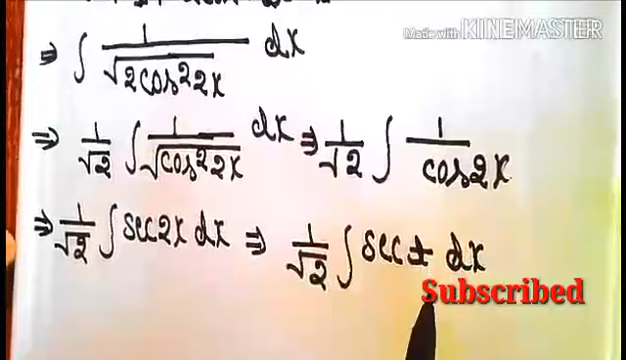 Made with KINEMASTER
⇒ ∫ 1/√(2cos²2x) dx
⇒ 1/√2 ∫ 1/√(cos²2x) dx ⇒ 1/√2 ∫ 1/cos2x
⇒ 1/√2 ∫ sec2x dx ⇒ 1/√2 ∫ sect dx
Subscribed